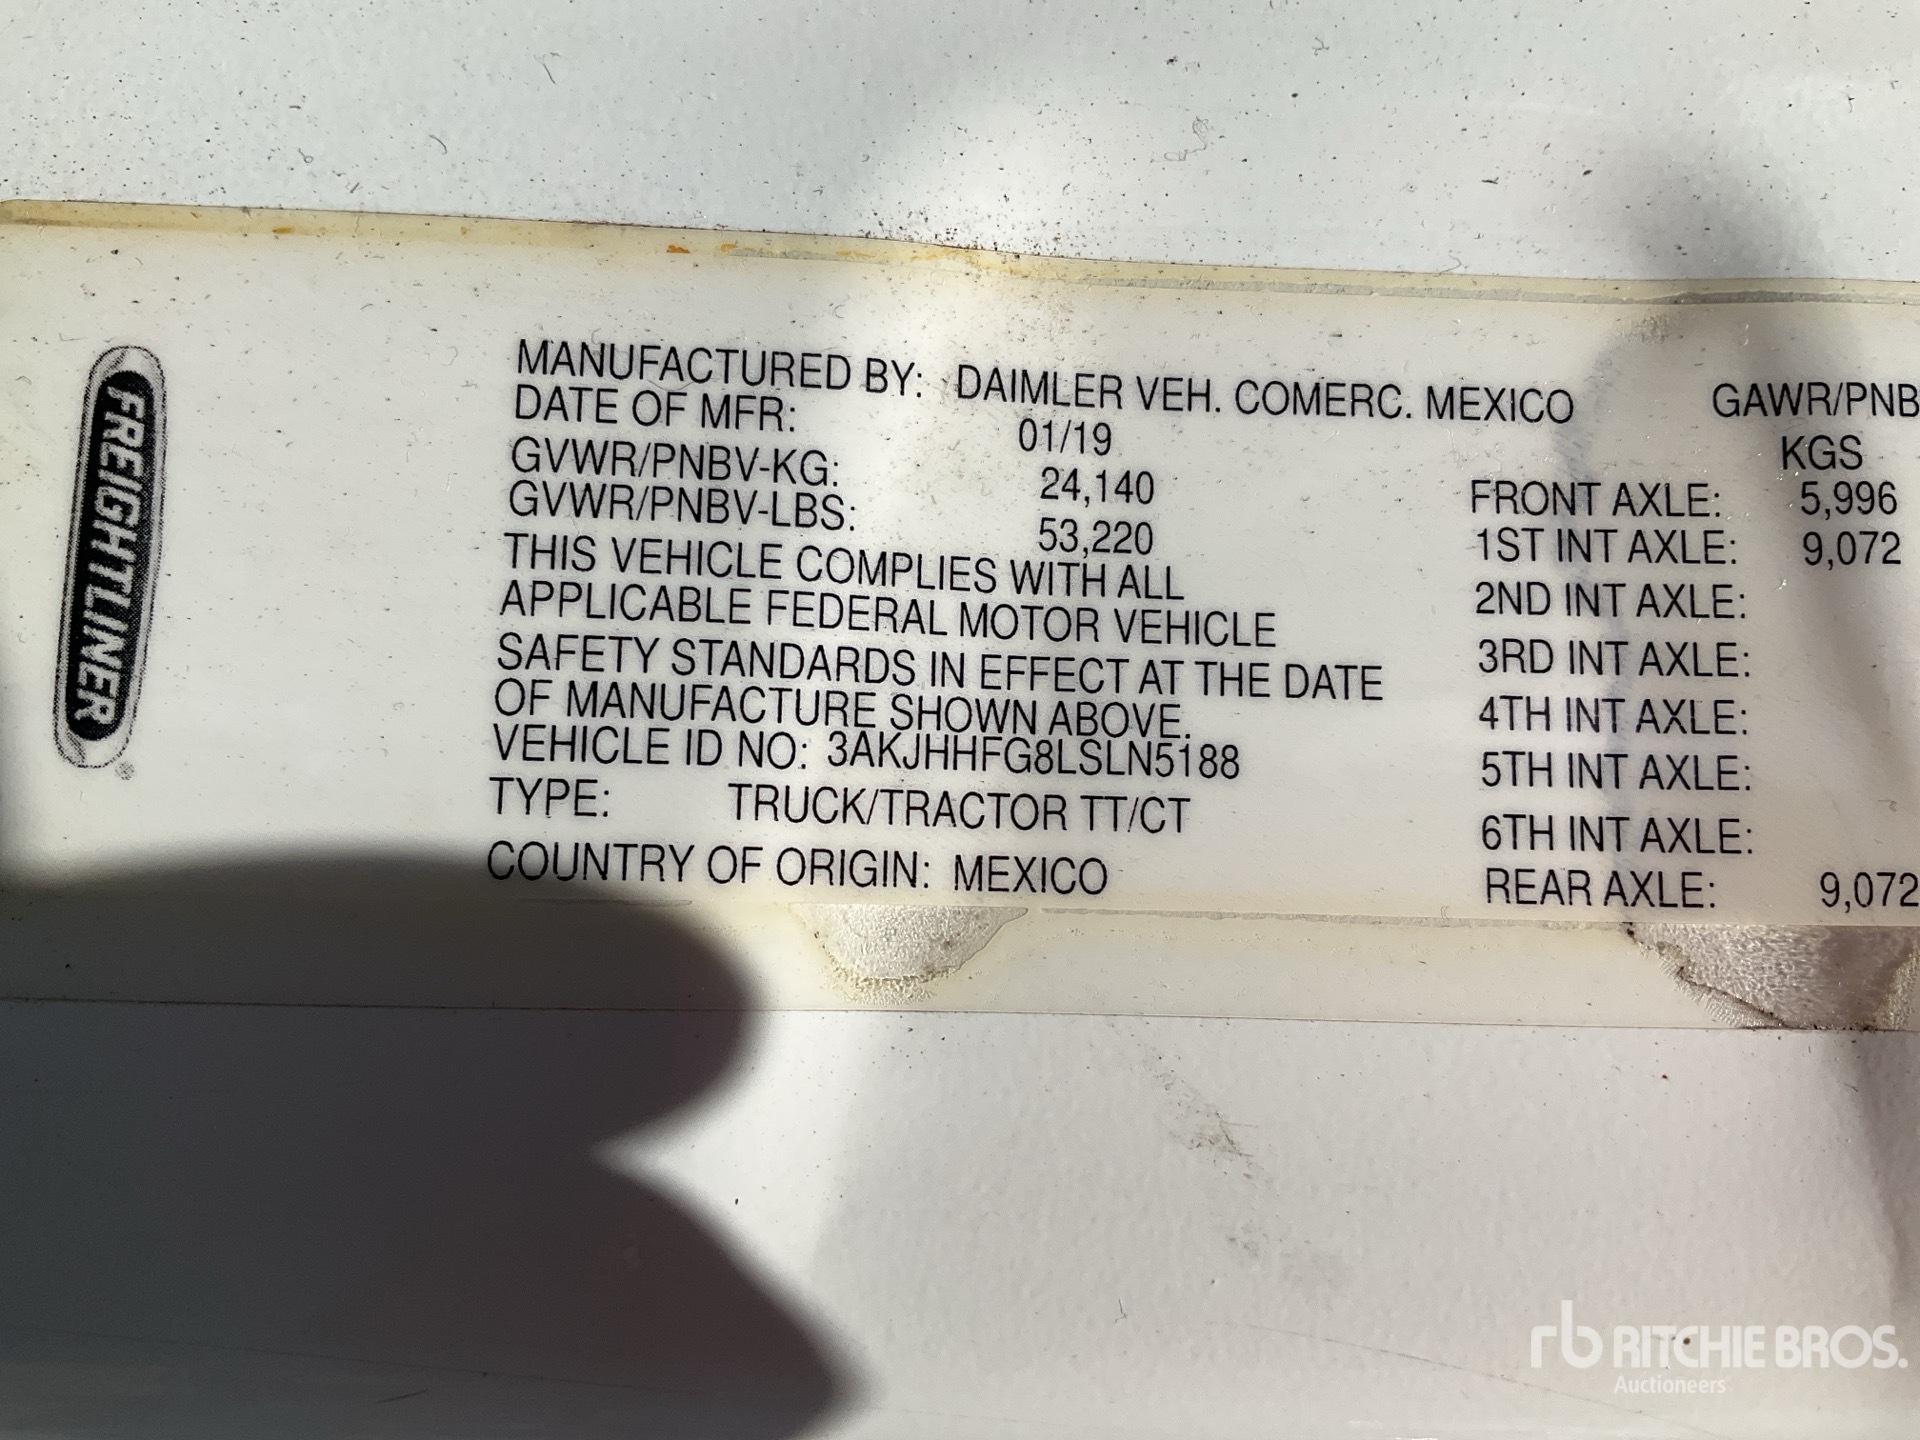 FREIGHTLINER
MANUFACTURED BY: DAIMLER VEH. COMERC. MEXICO
DATE OF MFR: 01/19
GVWR/PNBV-KG: 24,140
GVWR/PNBV-LBS: 53,220
THIS VEHICLE COMPLIES WITH ALL
APPLICABLE FEDERAL MOTOR VEHICLE
SAFETY STANDARDS IN EFFECT AT THE DATE
OF MANUFACTURE SHOWN ABOVE.
VEHICLE ID NO: 3AKJHHFG8LSLN5188
TYPE: TRUCK/TRACTOR TT/CT
COUNTRY OF ORIGIN: MEXICO
GAWR/PNB
KGS
FRONT AXLE: 5,996
1ST INT AXLE: 9,072
2ND INT AXLE:
3RD INT AXLE:
4TH INT AXLE:
5TH INT AXLE:
6TH INT AXLE:
REAR AXLE: 9,072
rb RITCHIE BROS.
Auctioneers